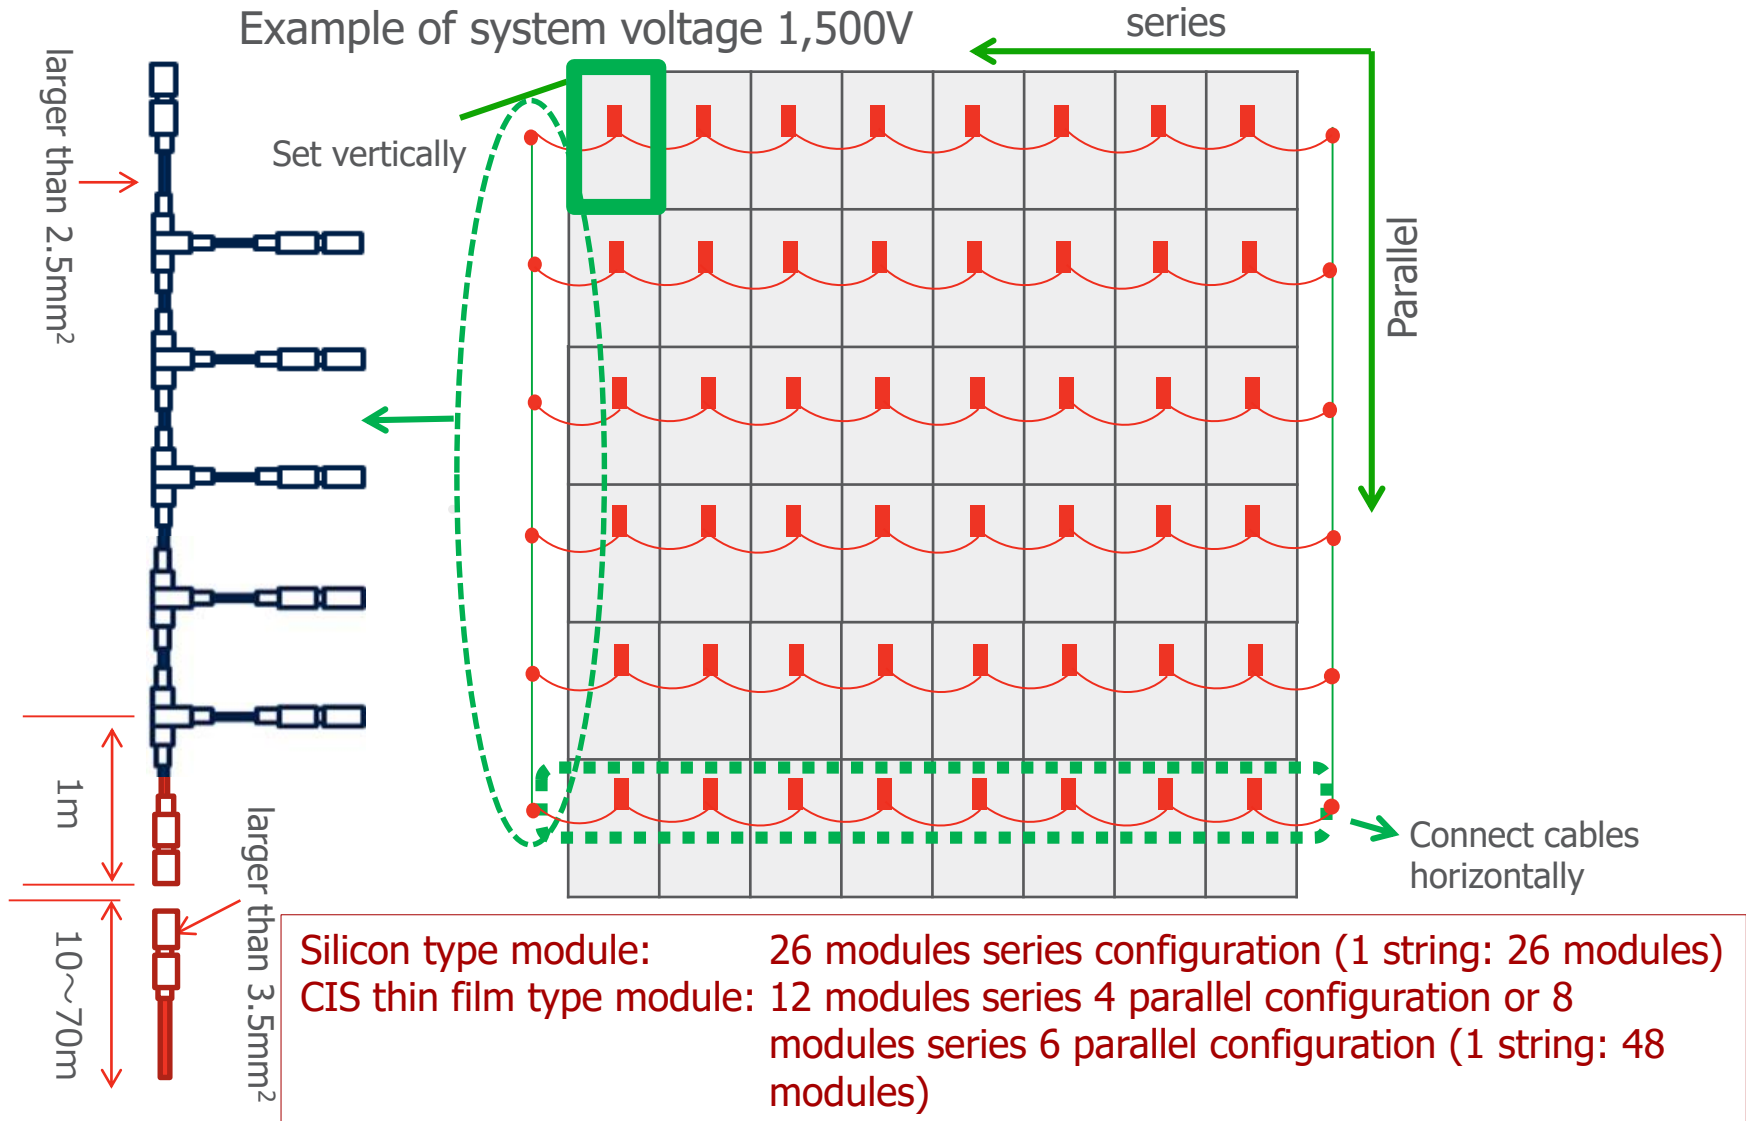 Example of system voltage 1,500V
series
larger than 2.5mm²
Set vertically
Parallel
1m
larger than 3.5mm²
10～70m
Connect cables
horizontally
Silicon type module: 26 modules series configuration (1 string: 26 modules)
CIS thin film type module: 12 modules series 4 parallel configuration or 8
modules series 6 parallel configuration (1 string: 48
modules)